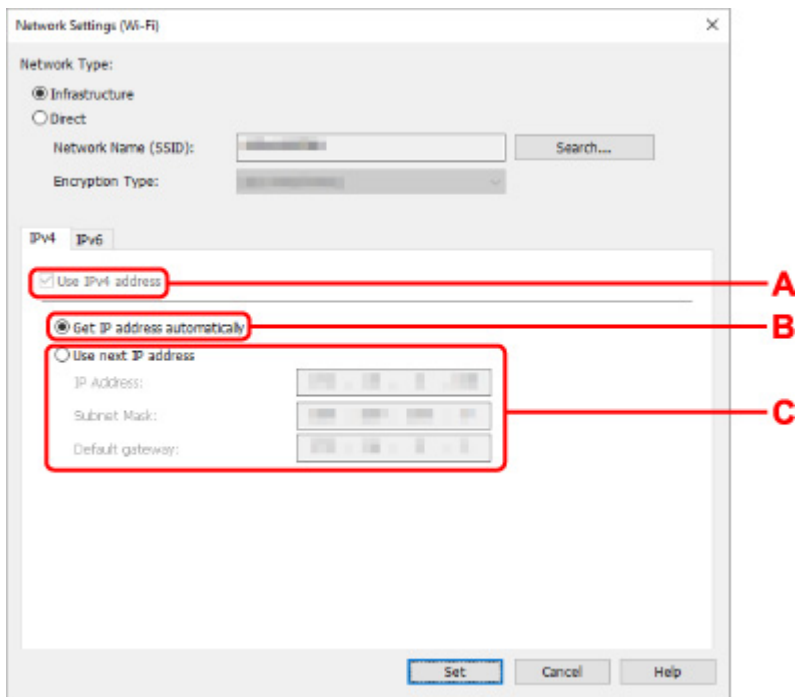 Network Settings (Wi-Fi)
Network Type:
Infrastructure
Direct
Network Name (SSID):
Search...
Encryption Type:
IPv4 IPv6
Use IPv4 address
A
Get IP address automatically
B
Use next IP address
IP Address:
Subnet Mask:
C
Default gateway:
Set Cancel Help